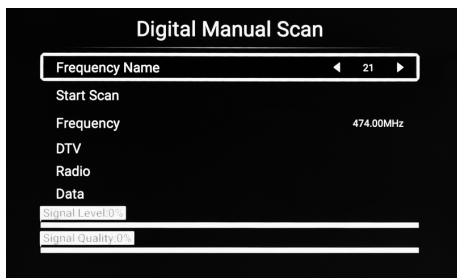 Digital Manual Scan
Frequency Name 21
Start Scan
Frequency 474.00MHz
DTV
Radio
Data
Signal Level:0%
Signal Quality:0%